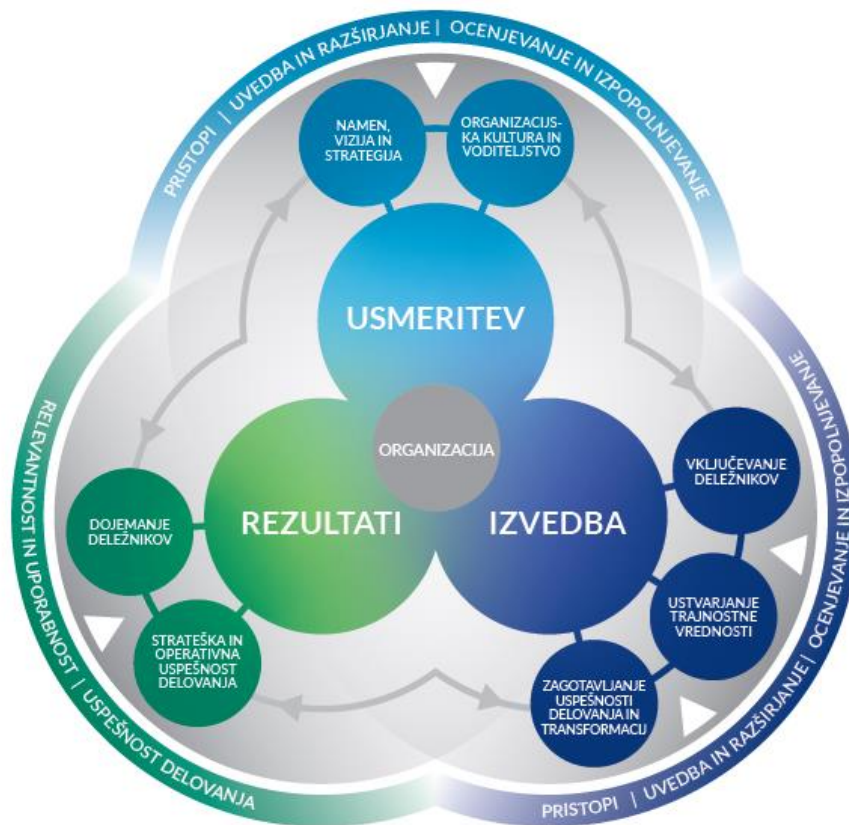 PRISTOPI | UVEDBA IN RAZŠIRJANJE | OCENJEVANJE IN IZPOPOLNJEVANJE
NAMEN,
VIZIJA IN
STRATEGIJA
ORGANIZACIJS-
KA KULTURA IN
VODITELJSTVO
USMERITEV
ORGANIZACIJA
REZULTATI
IZVEDBA
DOJEMANJE
DELEŽNIKOV
STRATEŠKA IN
OPERATIVNA
USPEŠNOST
DELOVANJA
VKLJUČEVANJE
DELEŽNIKOV
USTVARJANJE
TRAJNOSTNE
VREDNOSTI
ZAGOTAVLJANJE
USPEŠNOSTI
DELOVANJA IN
TRANSFORMACIJ
RELEVANTNOST IN UPORABNOST | USPEŠNOST DELOVANJA
PRISTOPI | UVEDBA IN RAZŠIRJANJE | OCENJEVANJE IN IZPOPOLNJEVANJE